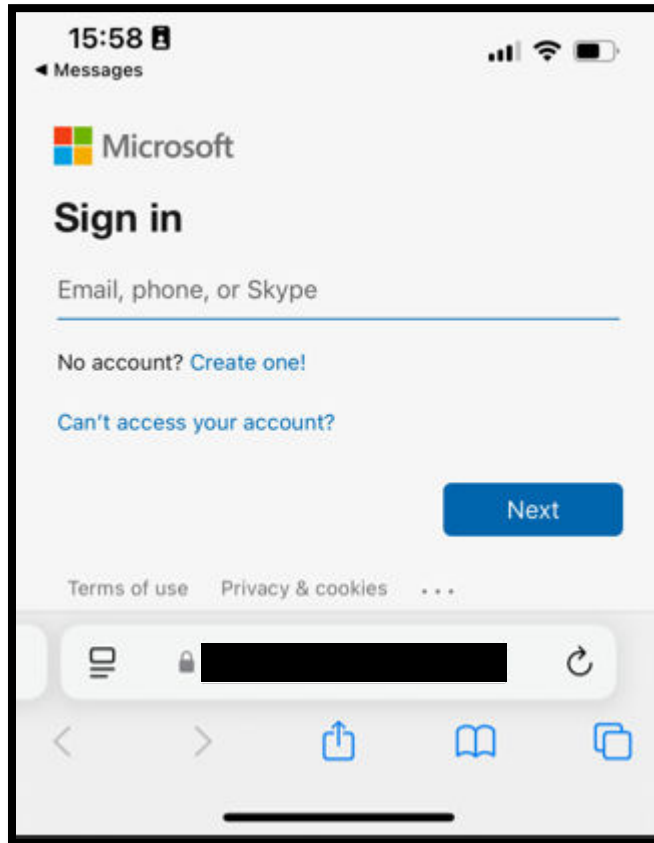 15:58
◀ Messages
Microsoft
Sign in
Email, phone, or Skype
No account? Create one!
Can't access your account?
Next
Terms of use Privacy & cookies ...